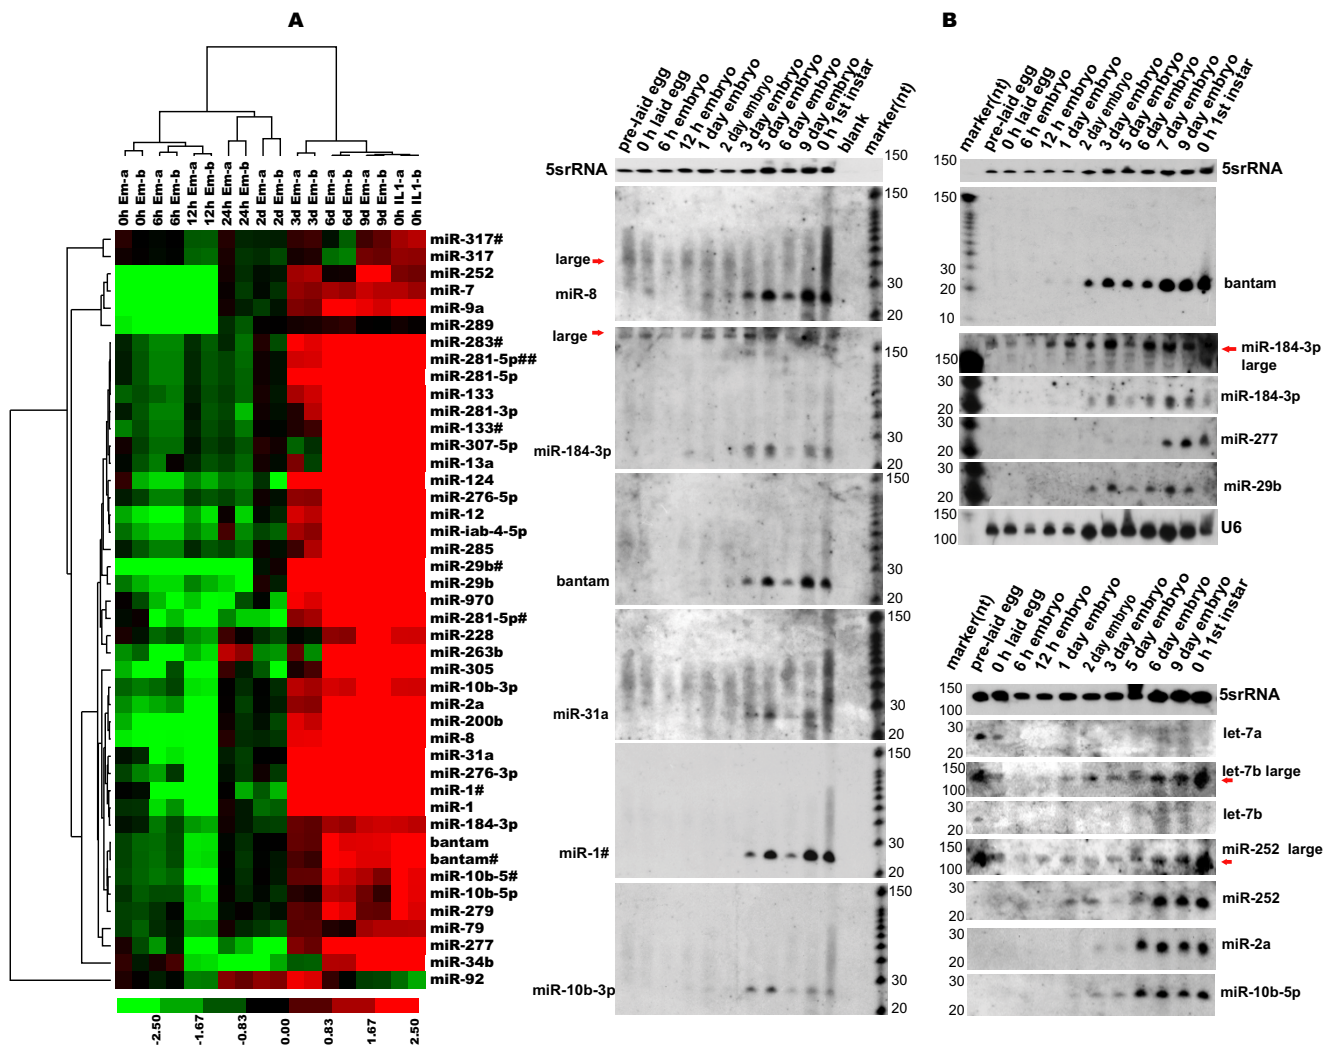 A
0h Em-a
0h Em-b
6h Em-a
6h Em-b
12h Em-a
12h Em-b
24h Em-a
24h Em-b
2d Em-a
2d Em-b
3d Em-a
3d Em-b
6d Em-a
6d Em-b
9d Em-a
9d Em-b
0h IL1-a
0h IL1-b
miR-317#
miR-317
miR-252
miR-7
miR-9a
miR-289
miR-283#
miR-281-5p##
miR-281-5p
miR-133
miR-281-3p
miR-133#
miR-307-5p
miR-13a
miR-124
miR-276-5p
miR-12
miR-iab-4-5p
miR-285
miR-29b#
miR-29b
miR-970
miR-281-5p#
miR-228
miR-263b
miR-305
miR-10b-3p
miR-2a
miR-200b
miR-8
miR-31a
miR-276-3p
miR-1#
miR-1
miR-184-3p
bantam
bantam#
miR-10b-5#
miR-10b-5p
miR-279
miR-79
miR-277
miR-34b
miR-92
-2.50
-1.67
-0.83
0.00
0.83
1.67
2.50
B
pre-laid egg
0h laid egg
6 h embryo
12 h embryo
1 day embryo
2 day embryo
3 day embryo
5 day embryo
6 day embryo
9 day embryo
0 h 1st instar
blank
marker(nt)
5srRNA
150
150
large
miR-8
30
20
large
150
miR-184-3p
30
20
150
bantam
30
20
150
miR-31a
30
20
150
miR-1#
30
20
150
miR-10b-3p
30
20
marker(nt)
pre-laid egg
0 h laid egg
6 h embryo
12 h embryo
1 day embryo
2 day embryo
3 day embryo
5 day embryo
6 day embryo
7 day embryo
9 day embryo
0 h 1st instar
150
5srRNA
150
30
20
10
bantam
150
miR-184-3p
large
30
20
miR-184-3p
30
20
miR-277
30
20
miR-29b
150
100
U6
marker(nt)
pre-laid egg
0 h laid egg
6 h embryo
12 h embryo
1 day embryo
2 day embryo
3 day embryo
5 day embryo
6 day embryo
9 day embryo
0 h 1st instar
150
100
5srRNA
30
20
let-7a
150
100
let-7b large
30
20
let-7b
150
100
miR-252 large
30
20
miR-252
30
20
miR-2a
30
20
miR-10b-5p